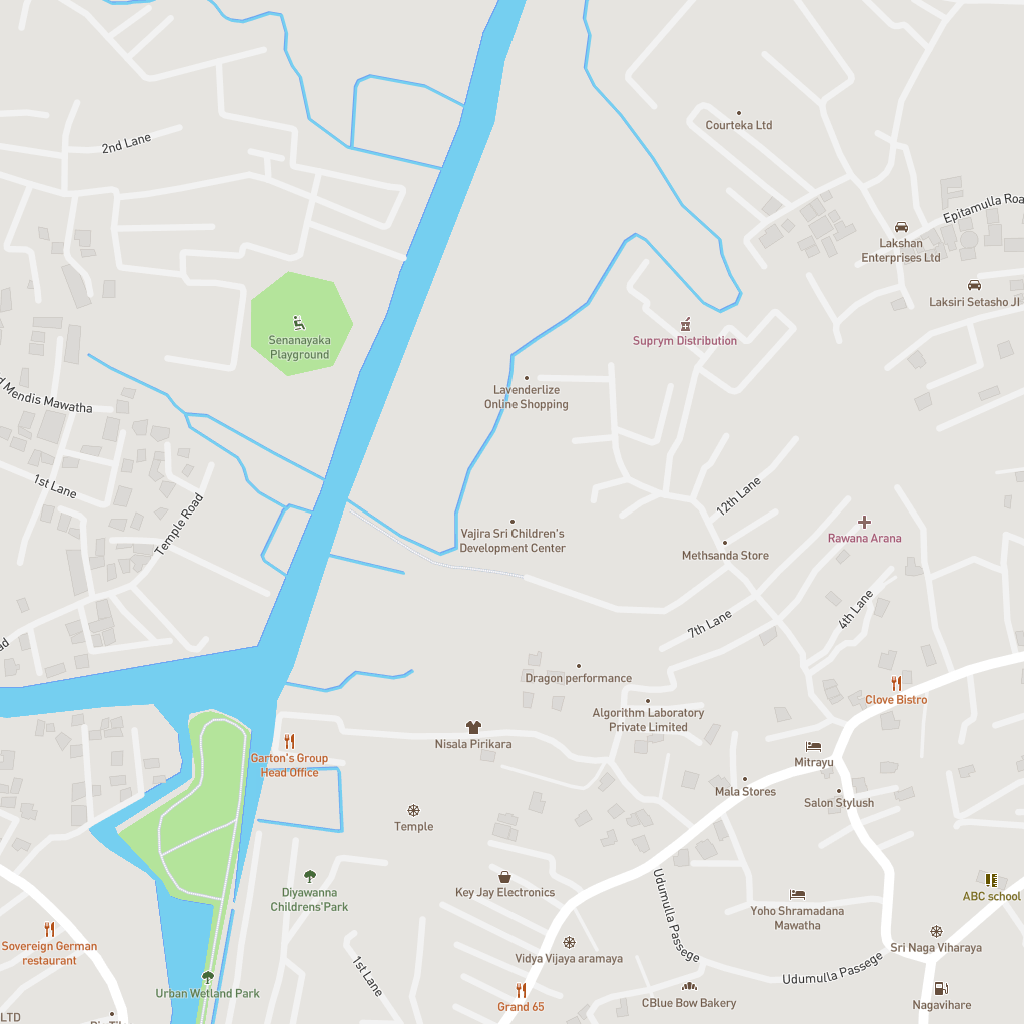 Courteka Ltd
2nd Lane
Epitamulla Roa
Lakshan
Enterprises Ltd
Laksiri Setasho JI
Senanayaka
Playground
Suprym Distribution
Mendis Mawatha
Lavenderlize
Online Shopping
1st Lane
12th Lane
Temple Road
Vajira Sri Children's
Development Center
Rawana Arana
Methsanda Store
4th Lane
7th Lane
Dragon performance
Clove Bistro
Algorithm Laboratory
Private Limited
Nisala Pirikara
Garton's Group
Head Office
Mitrayu
Mala Stores
Salon Stylush
Temple
Diyawanna
Childrens'Park
Key Jay Electronics
Udumulla Passege
ABC school
Yoho Shramadana
Mawatha
Sovereign German
restaurant
Vidya Vijaya aramaya
Sri Naga Viharaya
1st Lane
Udumulla Passege
Urban Wetland Park
Grand 65
CBlue Bow Bakery
Nagavihare
LTD